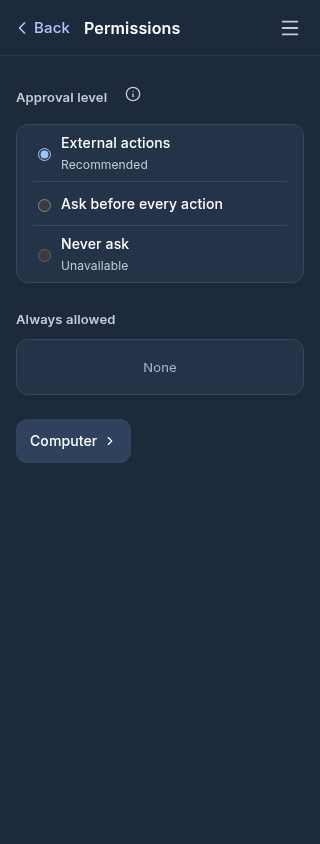 Back Permissions
Approval level
External actions
Recommended
Ask before every action
Never ask
Unavailable
Always allowed
None
Computer